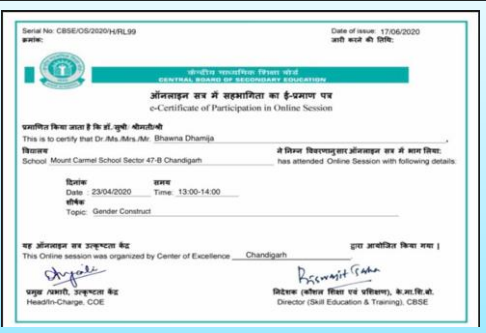 Serial No: CBSE/OS/2020/H/RL99
Date of issue: 17/06/2020
क्रमांक:
जारी करने की तिथि:
केन्द्रीय माध्यमिक शिक्षा बोर्ड
CENTRAL BOARD OF SECONDARY EDUCATION
ऑनलाइन सत्र में सहभागिता का ई-प्रमाण पत्र
e-Certificate of Participation in Online Session
प्रमाणित किया जाता है कि डॉ./सुश्री/श्रीमती/श्री
This is to certify that Dr./Ms./Mrs./Mr. Bhawna Dhamija
विद्यालय
ने निम्न विवरणानुसार ऑनलाइन सत्र में भाग लिया:
School Mount Carmel School Sector 47-B Chandigarh
has attended Online Session with following details:
दिनांक
समय
Date : 23/04/2020 Time: 13:00-14:00
शीर्षक
Topic: Gender Construct
यह ऑनलाइन सत्र उत्कृष्टता केंद्र
द्वारा आयोजित किया गया |
This Online session was organized by Center of Excellence Chandigarh
Biswajit Saha
प्रमुख /प्रभारी, उत्कृष्टता केंद्र
निदेशक (कौशल शिक्षा एवं प्रशिक्षण), के.मा.शि.बो.
Head/In-Charge, COE
Director (Skill Education & Training), CBSE